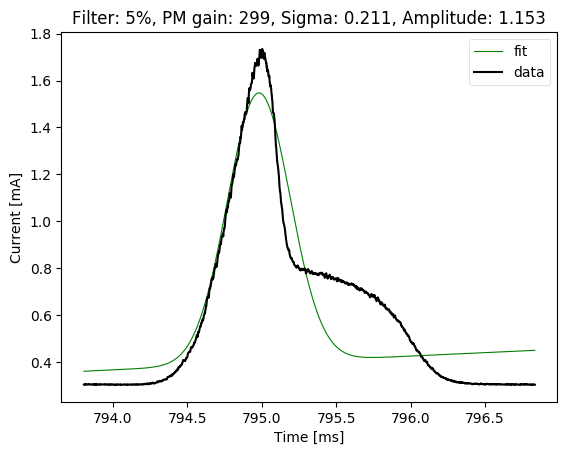 Filter: 5%, PM gain: 299, Sigma: 0.211, Amplitude: 1.153
fit
data
1.8
1.6
1.4
1.2
1.0
0.8
0.6
0.4
Current [mA]
794.0 794.5 795.0 795.5 796.0 796.5
Time [ms]